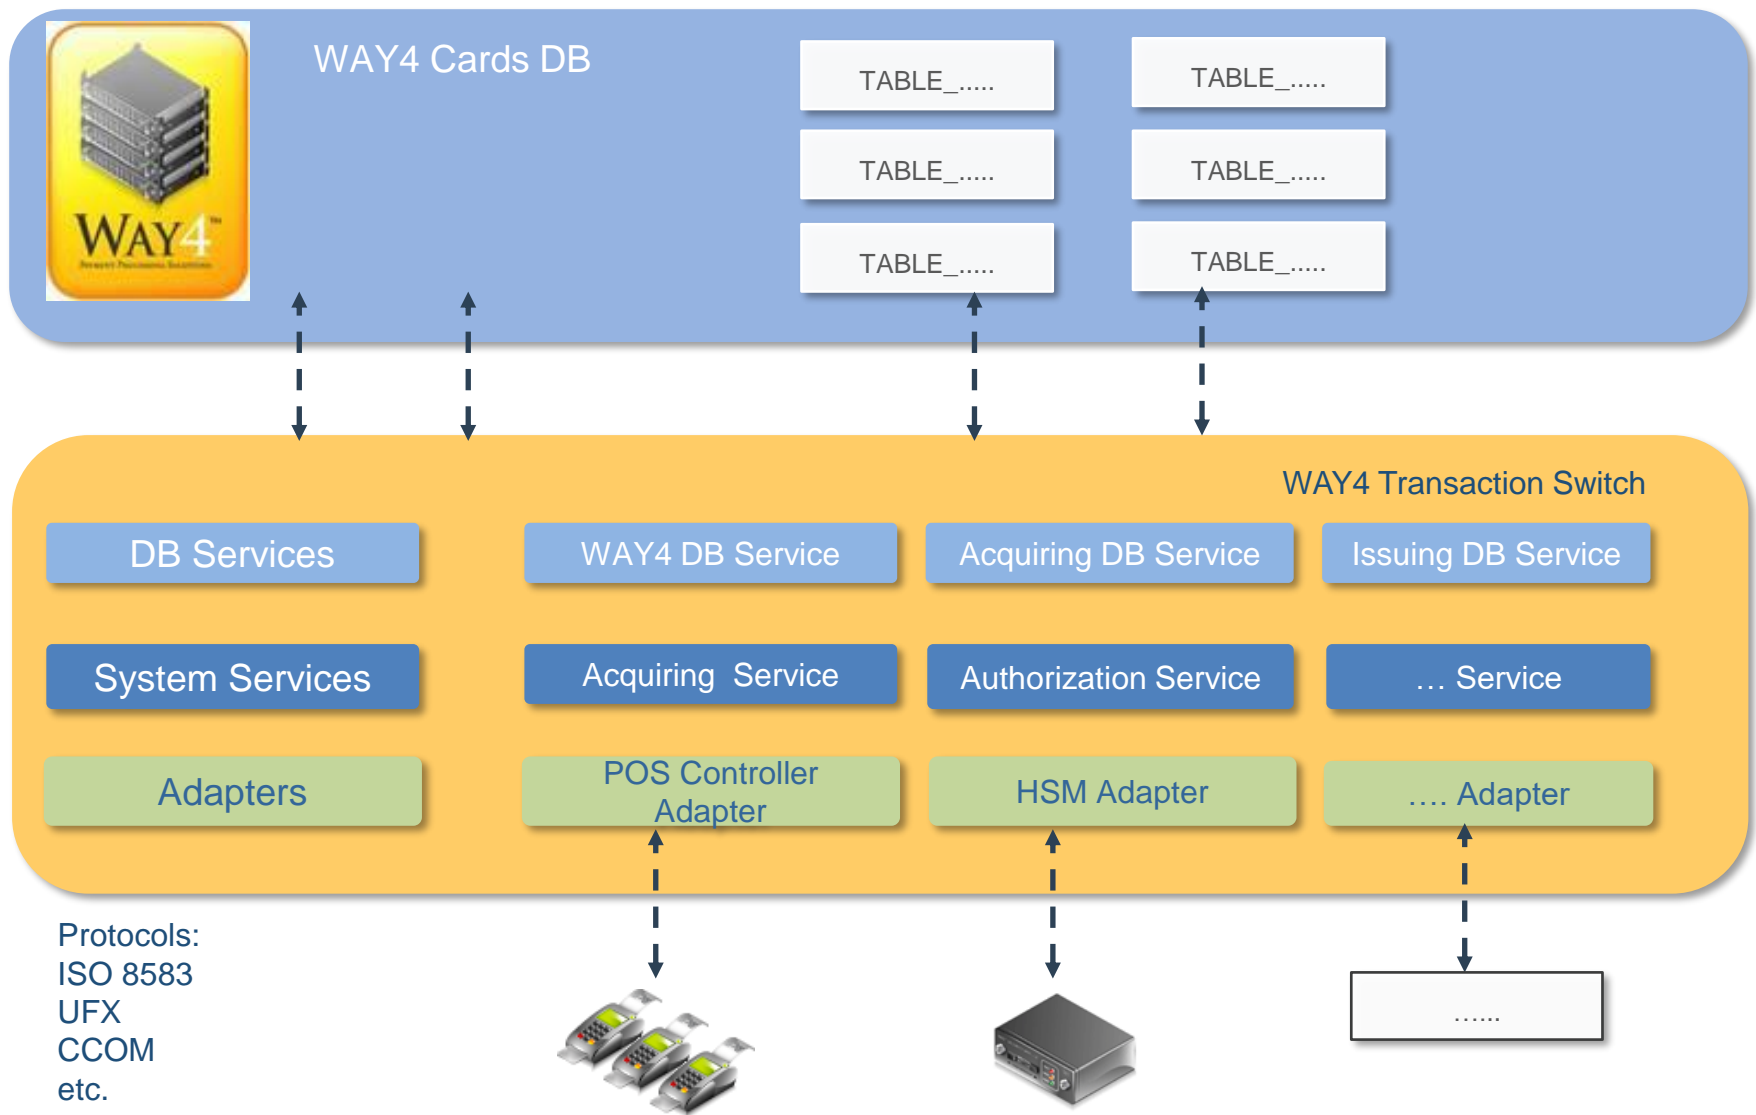 WAY4 Cards DB
TABLE_.....
TABLE_.....
TABLE_.....
TABLE_.....
TABLE_.....
TABLE_.....
WAY4™
WAY4 Transaction Switch
DB Services
WAY4 DB Service
Acquiring DB Service
Issuing DB Service
System Services
Acquiring Service
Authorization Service
... Service
Adapters
POS Controller
Adapter
HSM Adapter
.... Adapter
Protocols:
ISO 8583
UFX
CCOM
etc.
......